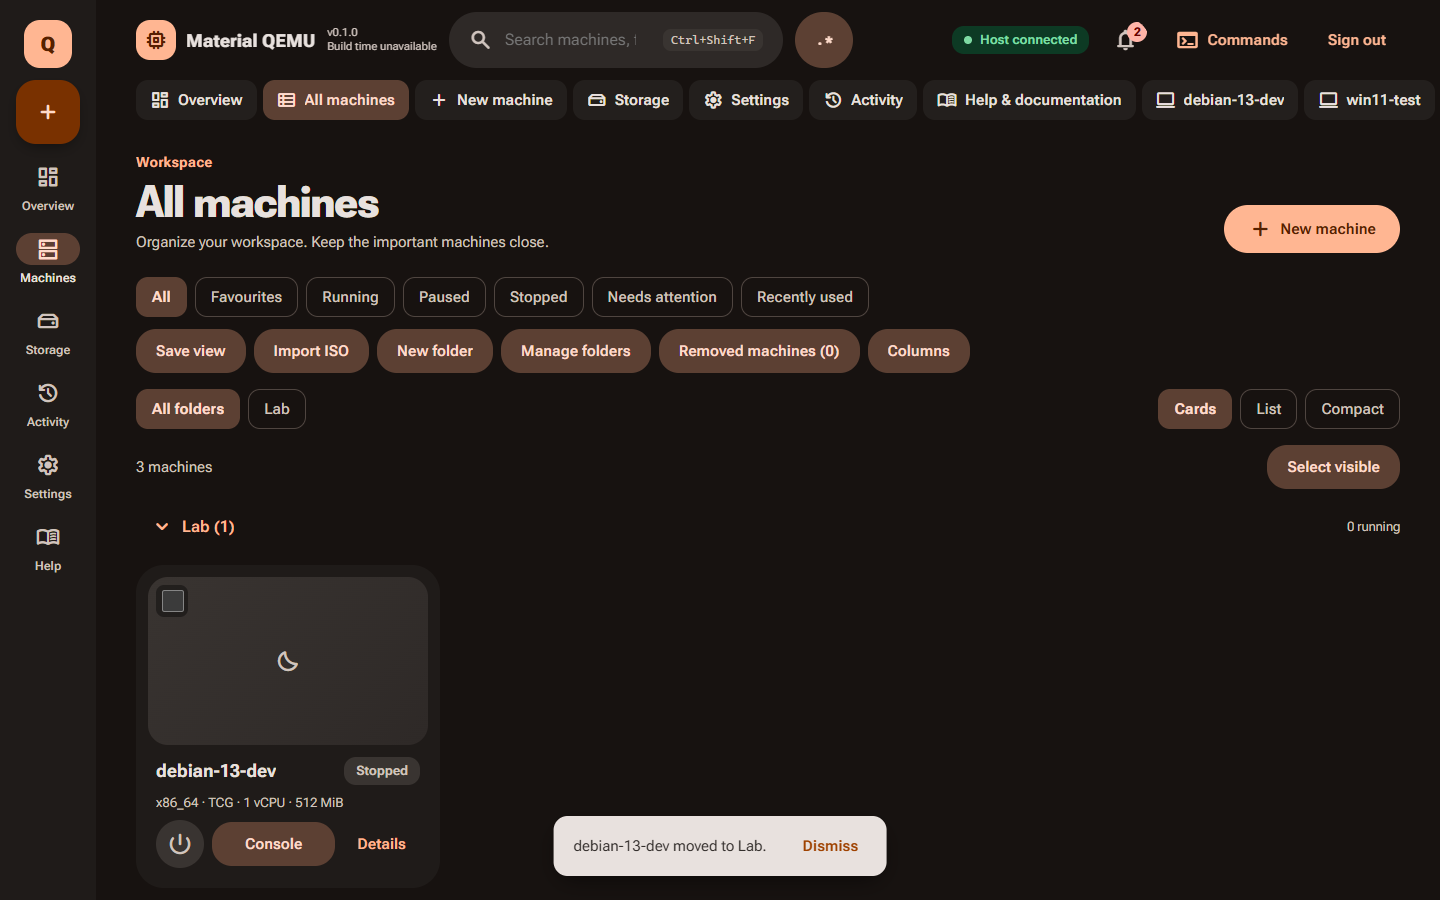 Q
Material QEMU
v0.1.0
Build time unavailable
Search machines,
Ctrl+Shift+F
.*
Host connected
2
Commands
Sign out
Overview
All machines
New machine
Storage
Settings
Activity
Help & documentation
debian-13-dev
win11-test
Overview
Machines
Storage
Activity
Settings
Help
Workspace
All machines
Organize your workspace. Keep the important machines close.
New machine
All
Favourites
Running
Paused
Stopped
Needs attention
Recently used
Save view
Import ISO
New folder
Manage folders
Removed machines (0)
Columns
All folders
Lab
Cards
List
Compact
3 machines
Select visible
Lab (1)
0 running
debian-13-dev
Stopped
x86_64 · TCG · 1 vCPU · 512 MiB
Console
Details
debian-13-dev moved to Lab.
Dismiss